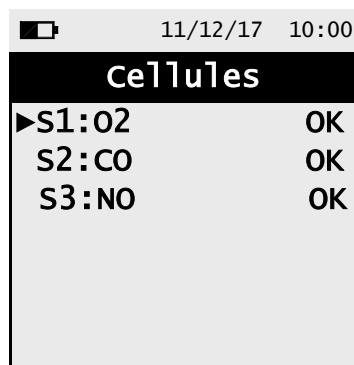 11/12/17 10:00
Cellules
►S1:O2 OK
S2:CO OK
S3:NO OK